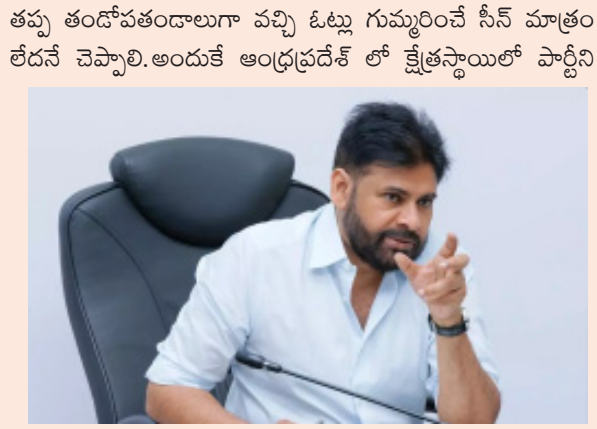 తప్ప తండోపతండాలుగా వచ్చి ఓట్లు గుమ్మరించే సీన్ మాత్రం
లేదనే చెప్పాలి.అందుకే ఆంధ్రప్రదేశ్ లో క్షేత్రస్థాయిలో పార్టీని